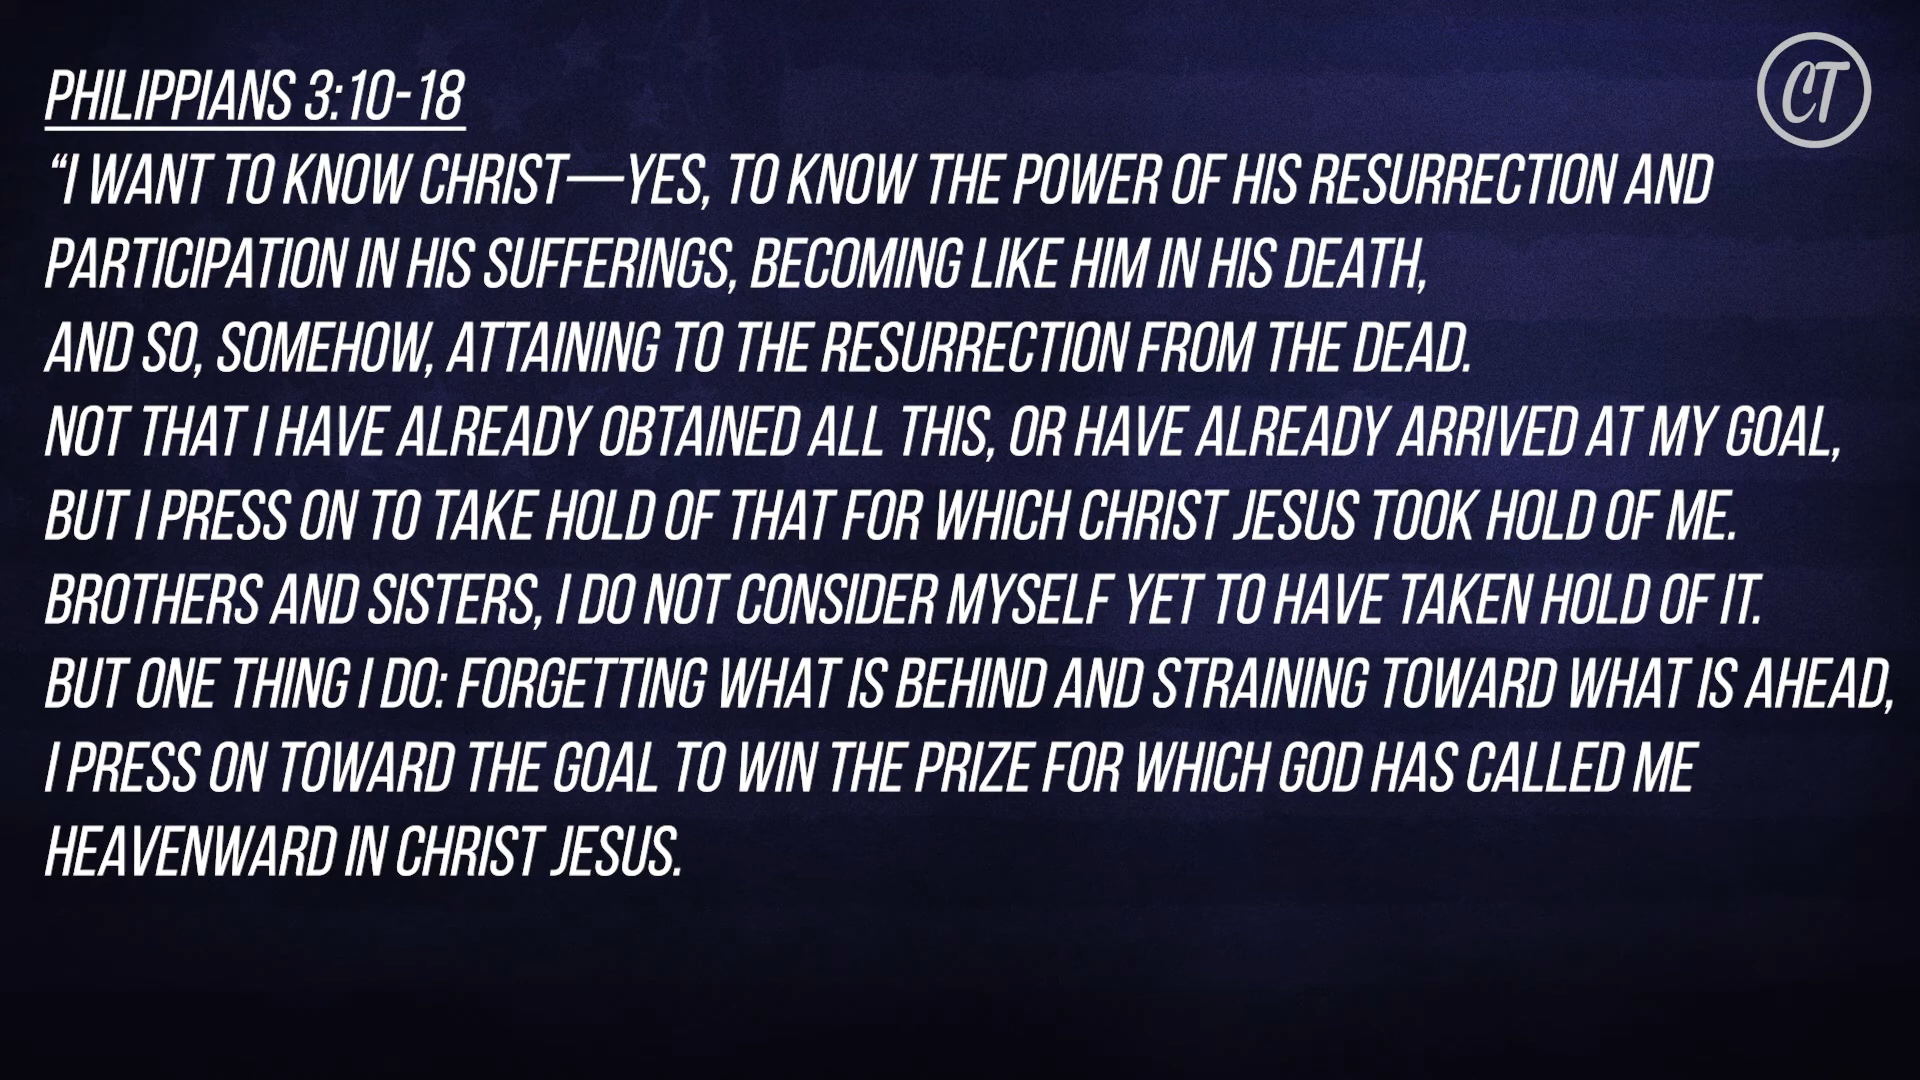 PHILIPPIANS 3:10-18
CT
“I WANT TO KNOW CHRIST—YES, TO KNOW THE POWER OF HIS RESURRECTION AND
PARTICIPATION IN HIS SUFFERINGS, BECOMING LIKE HIM IN HIS DEATH,
AND SO, SOMEHOW, ATTAINING TO THE RESURRECTION FROM THE DEAD.
NOT THAT I HAVE ALREADY OBTAINED ALL THIS, OR HAVE ALREADY ARRIVED AT MY GOAL,
BUT I PRESS ON TO TAKE HOLD OF THAT FOR WHICH CHRIST JESUS TOOK HOLD OF ME.
BROTHERS AND SISTERS, I DO NOT CONSIDER MYSELF YET TO HAVE TAKEN HOLD OF IT.
BUT ONE THING I DO: FORGETTING WHAT IS BEHIND AND STRAINING TOWARD WHAT IS AHEAD,
I PRESS ON TOWARD THE GOAL TO WIN THE PRIZE FOR WHICH GOD HAS CALLED ME
HEAVENWARD IN CHRIST JESUS.